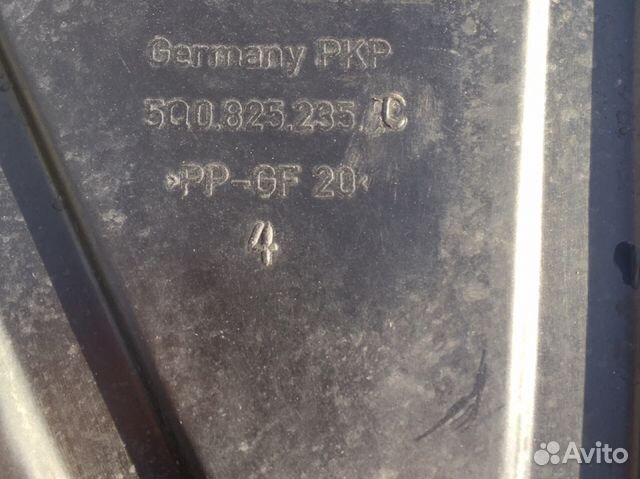 Germany PKP
5Q0.825.235.C
>PP-GF 20<
4
Avito